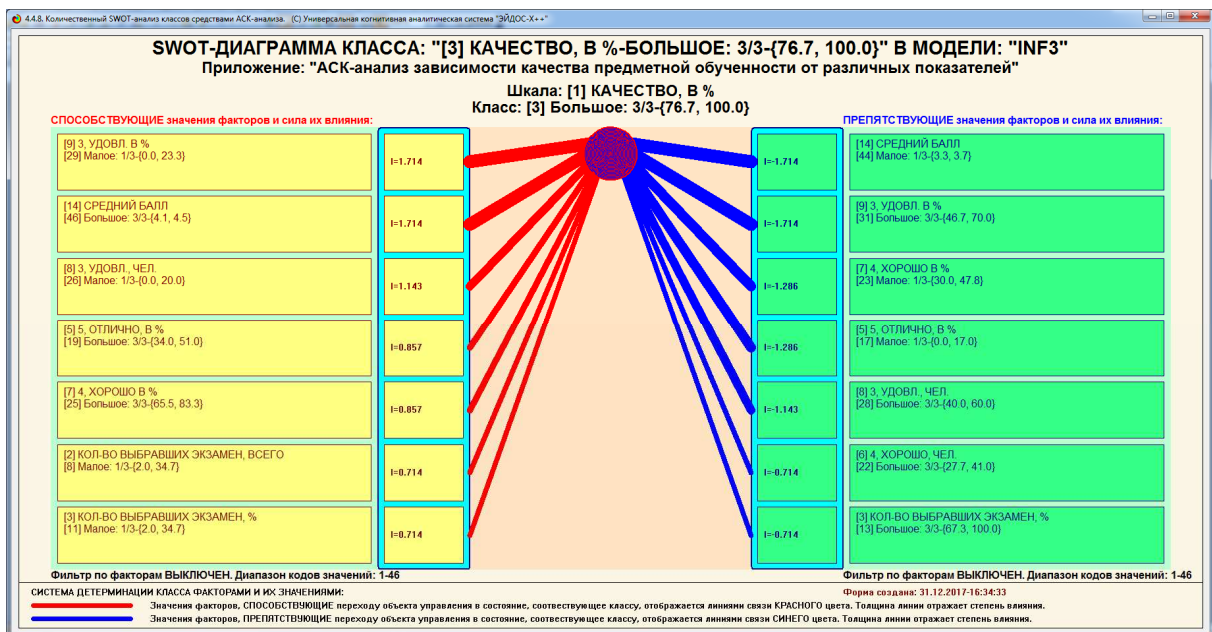 4.4.8. Количественный SWOT-анализ классов средствами АСК-анализа. (C) Универсальная когнитивная аналитическая система "ЭЙДОС-X++"
SWOT-ДИАГРАММА КЛАССА: "[3] КАЧЕСТВО, В %-БОЛЬШОЕ: 3/3-{76.7, 100.0}" В МОДЕЛИ: "INF3"
Приложение: "АСК-анализ зависимости качества предметной обученности от различных показателей"
Шкала: [1] КАЧЕСТВО, В %
Класс: [3] Большое: 3/3-{76.7, 100.0}
СПОСОБСТВУЮЩИЕ значения факторов и сила их влияния:
[9] 3, УДОВЛ. В %
[29] Малое: 1/3-{0.0, 23.3}
I=1.714
[14] СРЕДНИЙ БАЛЛ
[46] Большое: 3/3-{4.1, 4.5}
I=1.714
[8] 3, УДОВЛ., ЧЕЛ.
[26] Малое: 1/3-{0.0, 20.0}
I=1.143
[5] 5, ОТЛИЧНО, В %
[19] Большое: 3/3-{34.0, 51.0}
I=0.857
[7] 4, ХОРОШО В %
[25] Большое: 3/3-{65.5, 83.3}
I=0.857
[2] КОЛ-ВО ВЫБРАВШИХ ЭКЗАМЕН, ВСЕГО
[8] Малое: 1/3-{2.0, 34.7}
I=0.714
[3] КОЛ-ВО ВЫБРАВШИХ ЭКЗАМЕН, %
[11] Малое: 1/3-{2.0, 34.7}
I=0.714
Фильтр по факторам ВЫКЛЮЧЕН. Диапазон кодов значений: 1-46
ПРЕПЯТСТВУЮЩИЕ значения факторов и сила их влияния:
I=-1.714
[14] СРЕДНИЙ БАЛЛ
[44] Малое: 1/3-{3.3, 3.7}
I=-1.714
[9] 3, УДОВЛ. В %
[31] Большое: 3/3-{46.7, 70.0}
I=-1.286
[7] 4, ХОРОШО В %
[23] Малое: 1/3-{30.0, 47.8}
I=-1.286
[5] 5, ОТЛИЧНО, В %
[17] Малое: 1/3-{0.0, 17.0}
I=-1.143
[8] 3, УДОВЛ., ЧЕЛ.
[28] Большое: 3/3-{40.0, 60.0}
I=-0.714
[6] 4, ХОРОШО, ЧЕЛ.
[22] Большое: 3/3-{27.7, 41.0}
I=-0.714
[3] КОЛ-ВО ВЫБРАВШИХ ЭКЗАМЕН, %
[13] Большое: 3/3-{67.3, 100.0}
Фильтр по факторам ВЫКЛЮЧЕН. Диапазон кодов значений: 1-46
СИСТЕМА ДЕТЕРМИНАЦИИ КЛАССА ФАКТОРАМИ И ИХ ЗНАЧЕНИЯМИ:
Форма создана: 31.12.2017-16:34:33
Значения факторов, СПОСОБСТВУЮЩИЕ переходу объекта управления в состояние, соотвествующее классу, отображается линиями связи КРАСНОГО цвета. Толщина линии отражает степень влияния.
Значения факторов, ПРЕПЯТСТВУЮЩИЕ переходу объекта управления в состояние, соотвествующее классу, отображается линиями связи СИНЕГО цвета. Толщина линии отражает степень влияния.